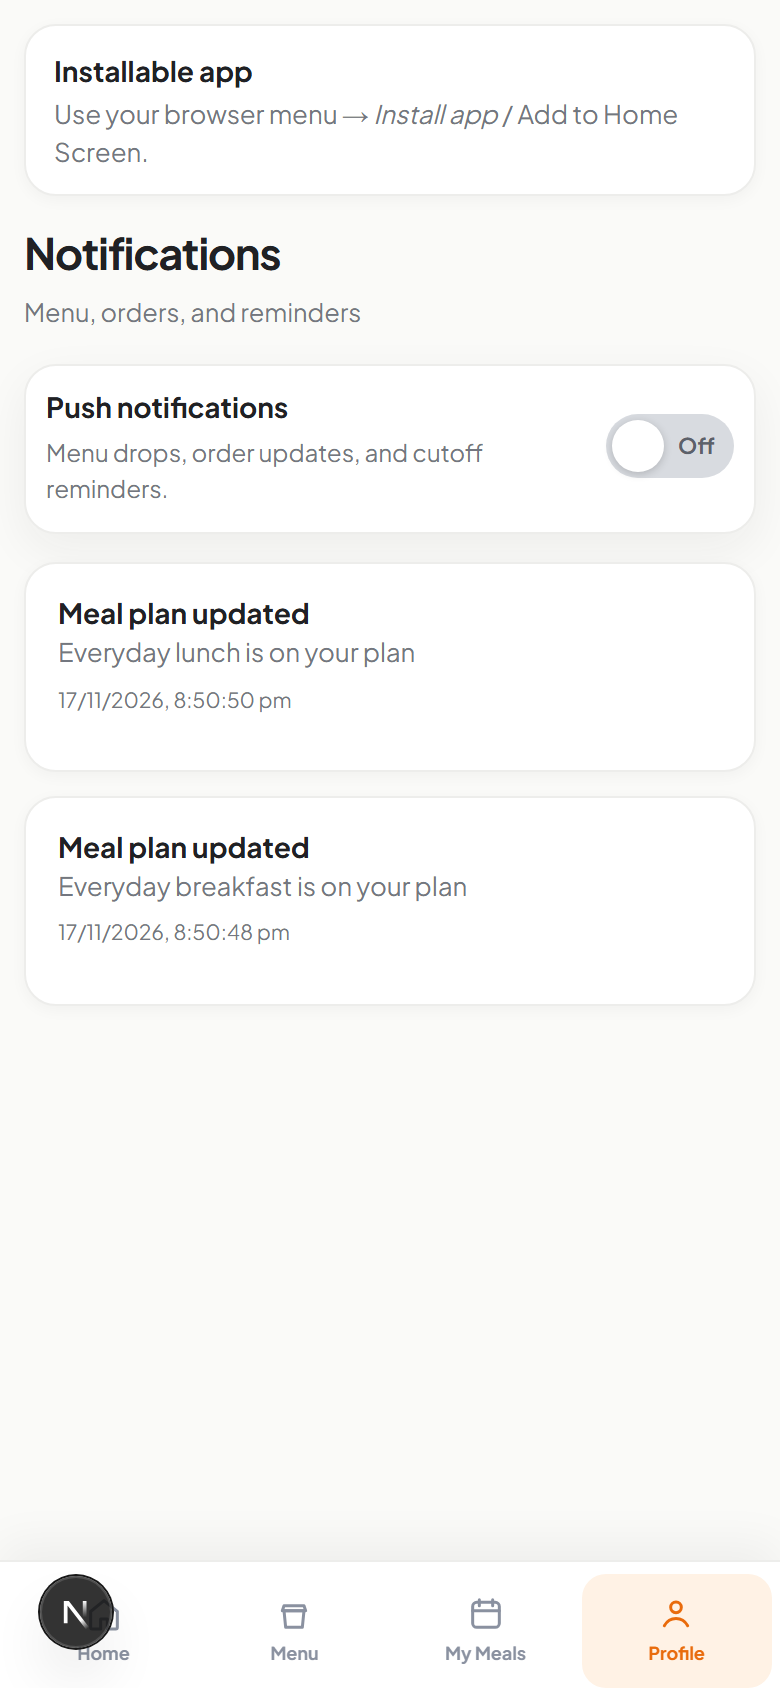 Installable app
Use your browser menu → Install app / Add to Home
Screen.
Notifications
Menu, orders, and reminders
Push notifications
Menu drops, order updates, and cutoff
reminders.
Off
Meal plan updated
Everyday lunch is on your plan
17/11/2026, 8:50:50 pm
Meal plan updated
Everyday breakfast is on your plan
17/11/2026, 8:50:48 pm
N
Home
Menu
My Meals
Profile